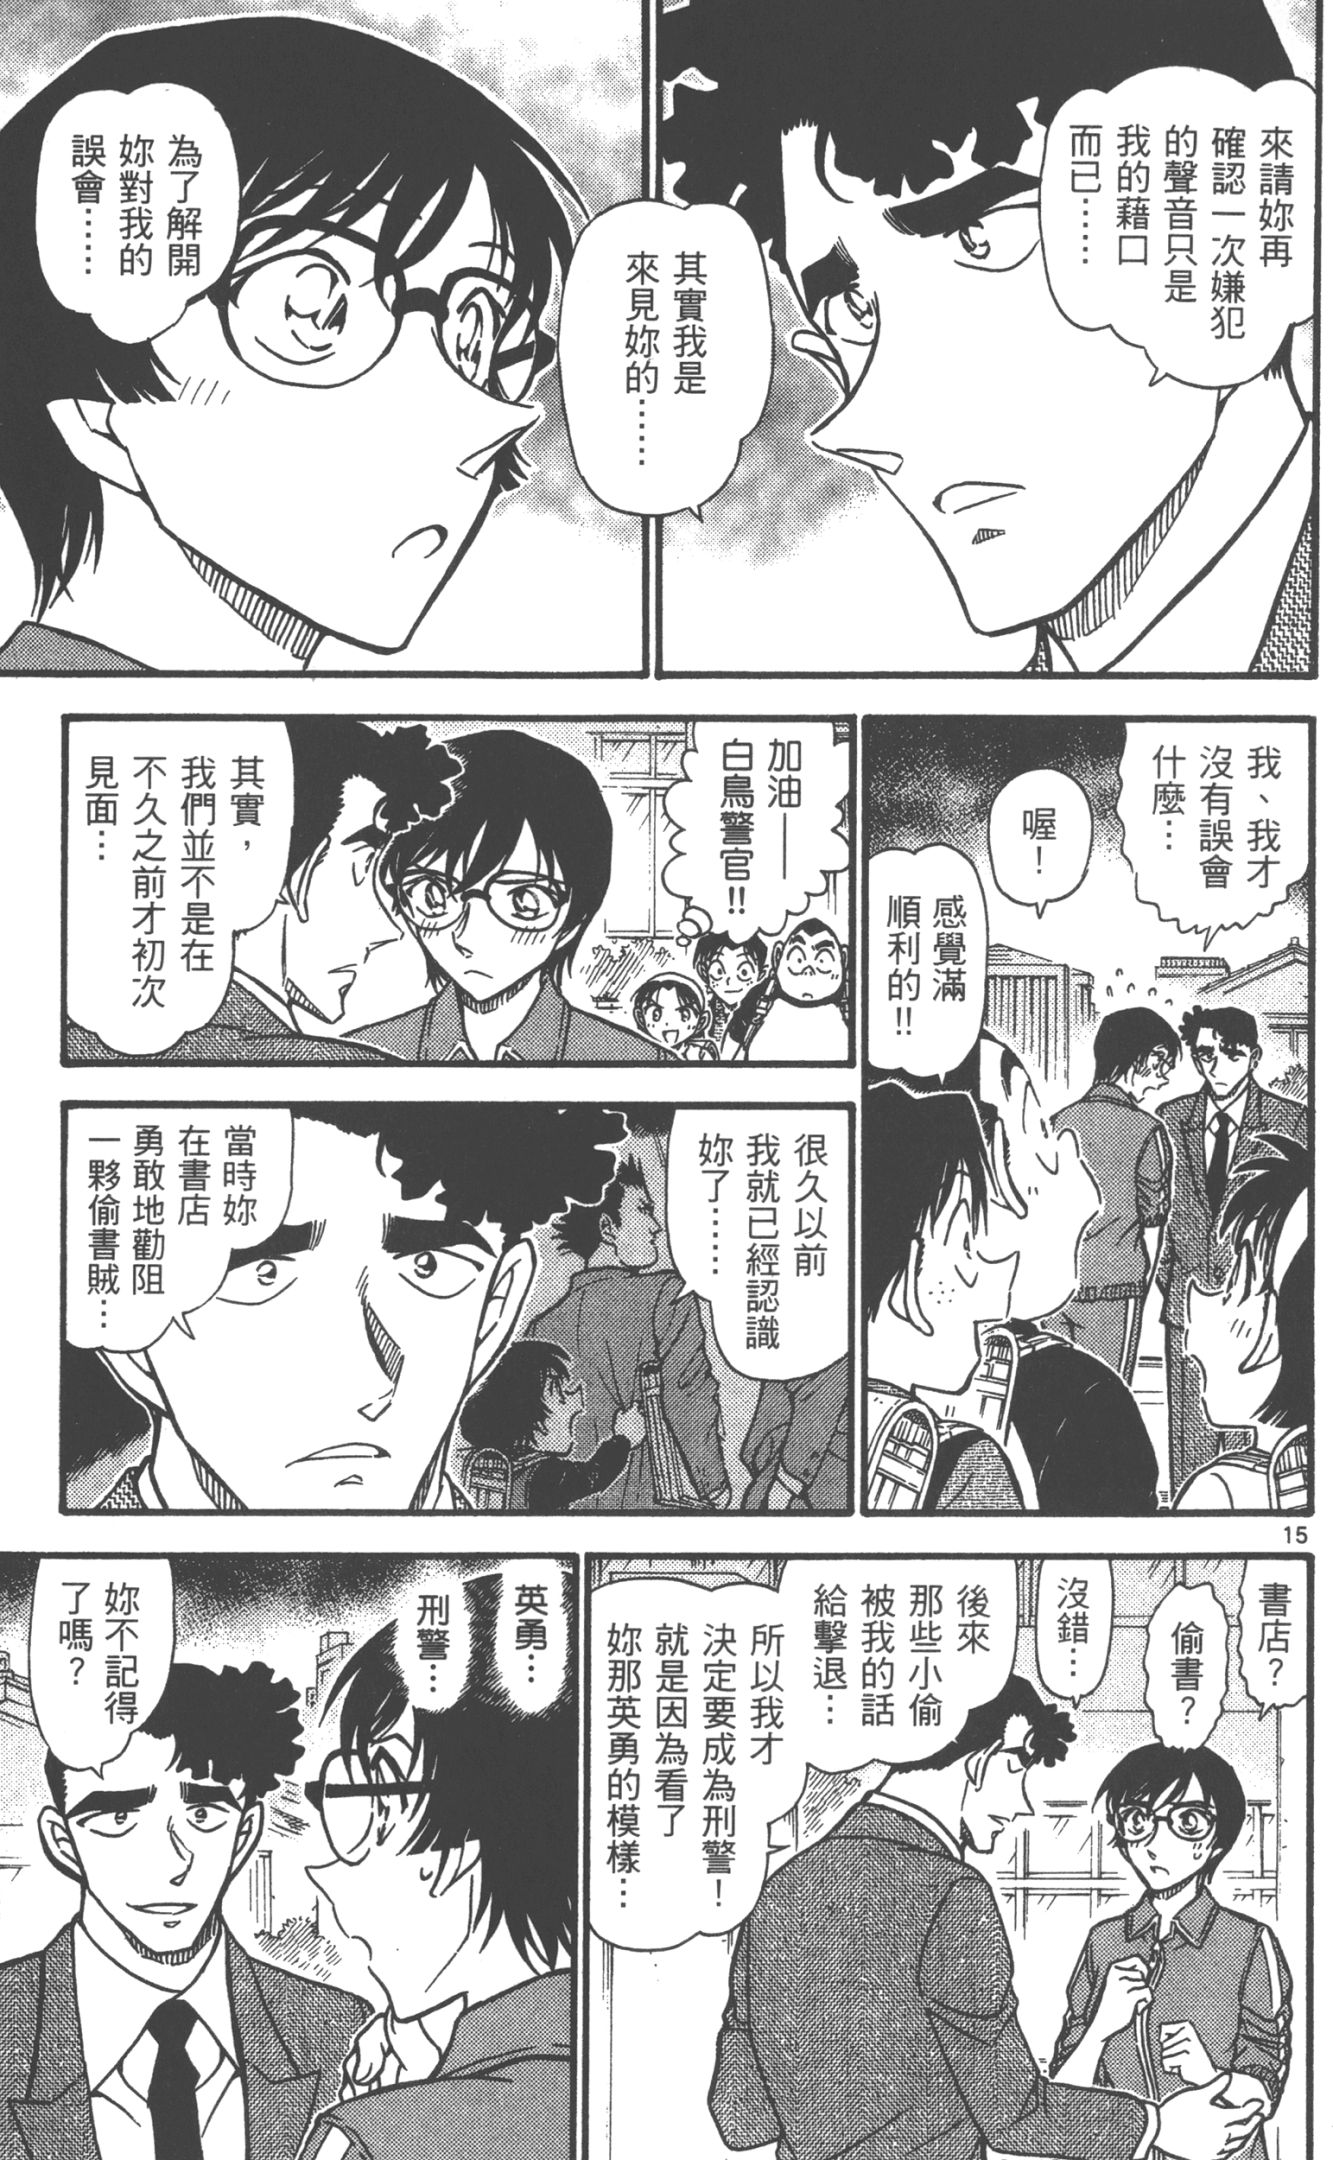 來請妳再
確認一次嫌犯
的聲音只是
我的藉口
而已……
其實我是
來見妳的……
為了解開
妳對我的
誤會……
我、我才
沒有誤會
什麼…
喔！
感覺滿
順利的!!
加油——
白鳥警官!!
其實，
我們並不是在
不久之前才初次
見面…
很久以前
我就已經認識
妳了……
當時妳
在書店
勇敢地勸阻
一夥偷書賊…
15
書店？
偷書？
沒錯…
後來
那些小偷
被我的話
給擊退…
所以我才
決定要成為刑警！
就是因為看了
妳那英勇的模樣…
英勇…
刑警…
妳不記得
了嗎？